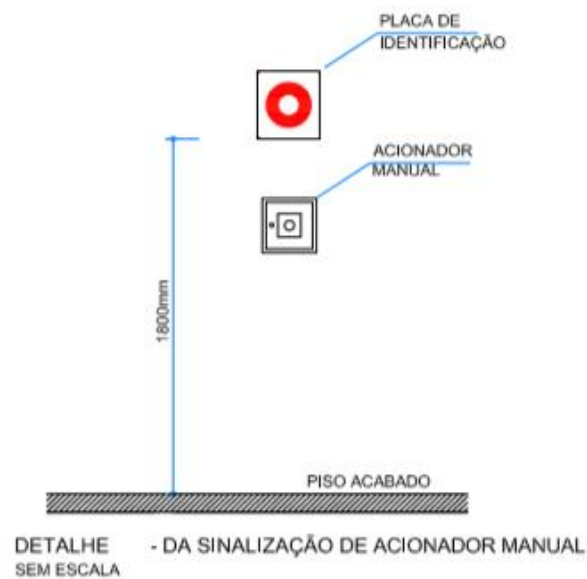 PLACA DE
IDENTIFICAÇÃO
ACIONADOR
MANUAL
1800mm
PISO ACABADO
DETALHE - DA SINALIZAÇÃO DE ACIONADOR MANUAL
SEM ESCALA